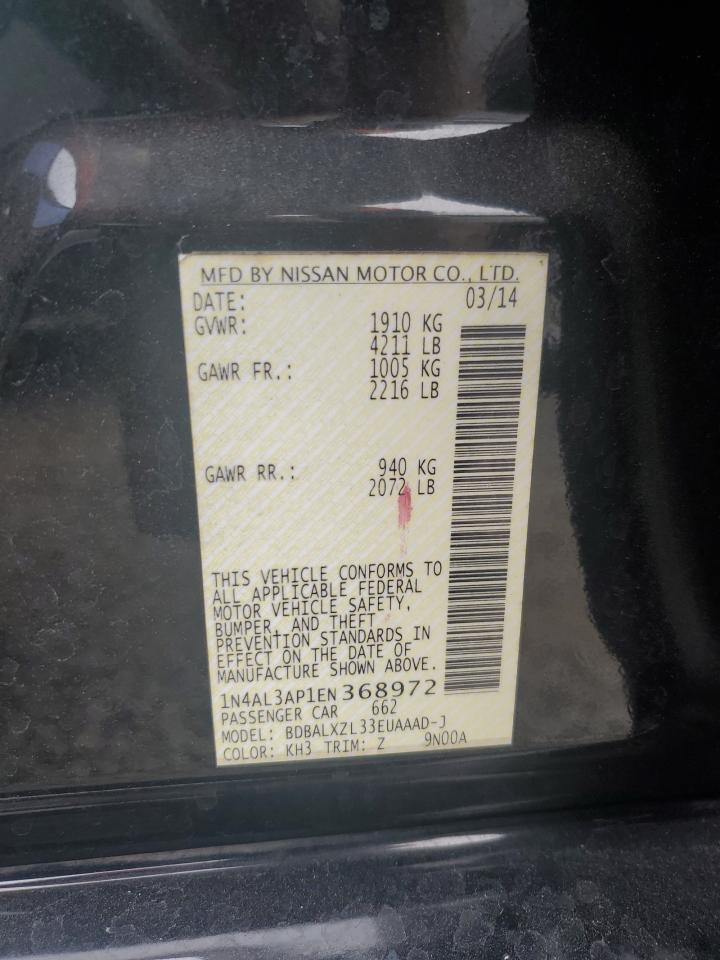 MFD BY NISSAN MOTOR CO., LTD.
DATE: 03/14
GVWR: 1910 KG
4211 LB
GAWR FR.: 1005 KG
2216 LB
GAWR RR.: 940 KG
2072 LB
THIS VEHICLE CONFORMS TO
ALL APPLICABLE FEDERAL
MOTOR VEHICLE SAFETY,
BUMPER, AND THEFT
PREVENTION STANDARDS IN
EFFECT ON THE DATE OF
MANUFACTURE SHOWN ABOVE.
1N4AL3AP1EN368972
PASSENGER CAR 662
MODEL: BDBALXZL33EUAAAD-J
COLOR: KH3 TRIM: Z 9N00A